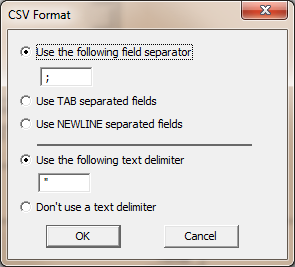 CSV Format
Use the following field separator
;
Use TAB separated fields
Use NEWLINE separated fields
Use the following text delimiter
"
Don't use a text delimiter
OK Cancel